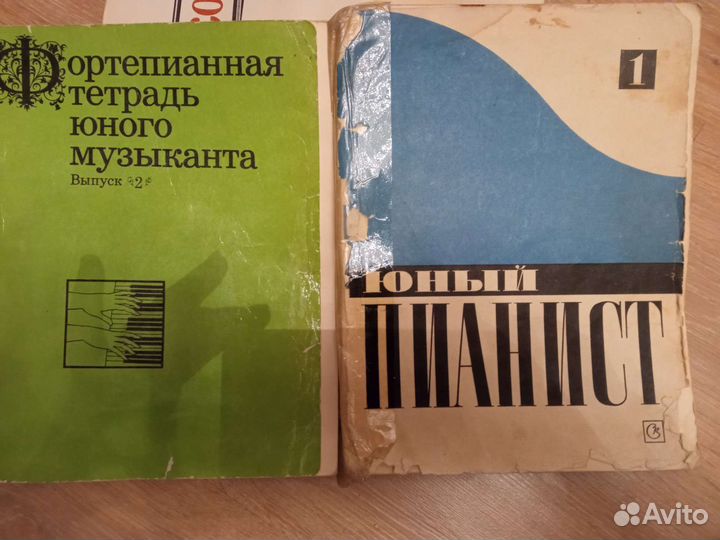 Фортепианная
тетрадь
юного
музыканта
Выпуск 2
1
юный
ПИАНИСТ
Avito